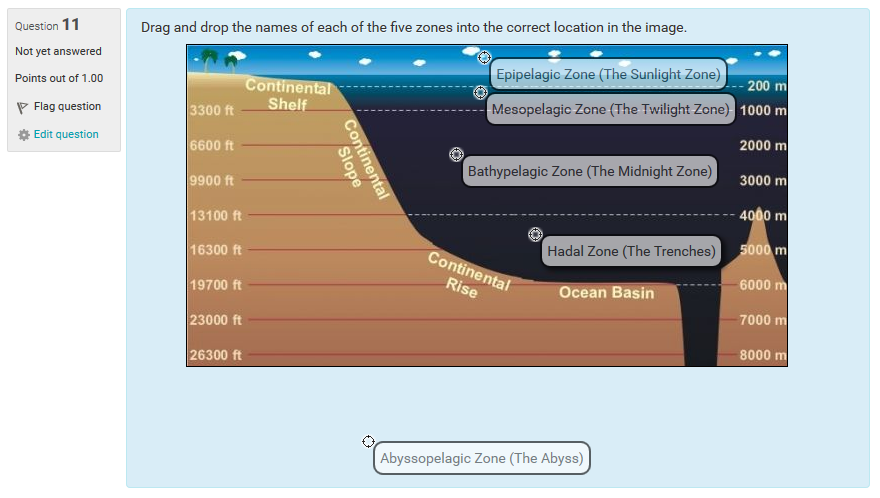 Question 11
Not yet answered
Points out of 1.00
Flag question
Edit question
Drag and drop the names of each of the five zones into the correct location in the image.
Epipelagic Zone (The Sunlight Zone)
Continental
Shelf
200 m
Mesopelagic Zone (The Twilight Zone)
3300 ft
1000 m
Continental
Slope
6600 ft
2000 m
Bathypelagic Zone (The Midnight Zone)
9900 ft
3000 m
13100 ft
4000 m
Hadal Zone (The Trenches)
16300 ft
5000 m
Continental
Rise
19700 ft
Ocean Basin
6000 m
23000 ft
7000 m
26300 ft
8000 m
Abyssopelagic Zone (The Abyss)